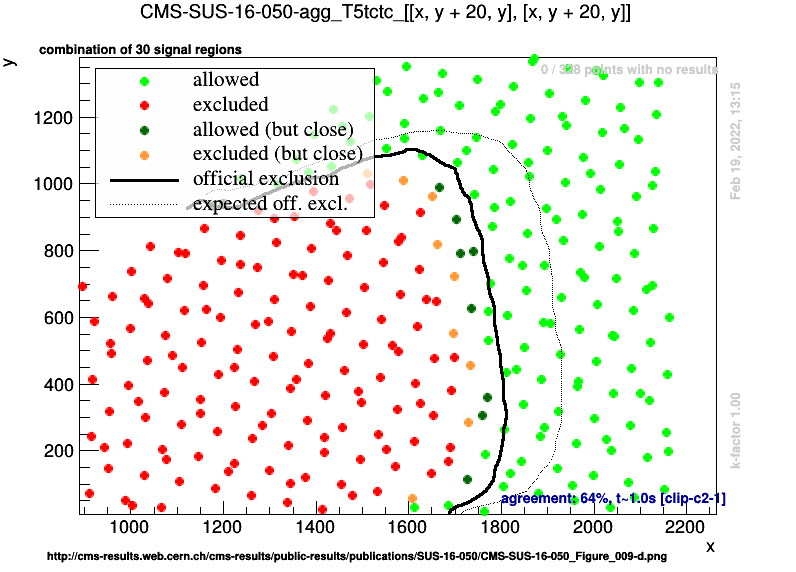 CMS-SUS-16-050-agg_T5tctc_[[x, y + 20, y], [x, y + 20, y]]
y
combination of 30 signal regions
0 / 328 points with no results
allowed
excluded
allowed (but close)
excluded (but close)
official exclusion
expected off. excl.
1200
1000
800
600
400
200
Feb 19, 2022, 13:15
k-factor 1.00
agreement: 64%, t~1.0s [clip-c2-1]
1000 1200 1400 1600 1800 2000 2200
x
http://cms-results.web.cern.ch/cms-results/public-results/publications/SUS-16-050/CMS-SUS-16-050_Figure_009-d.png